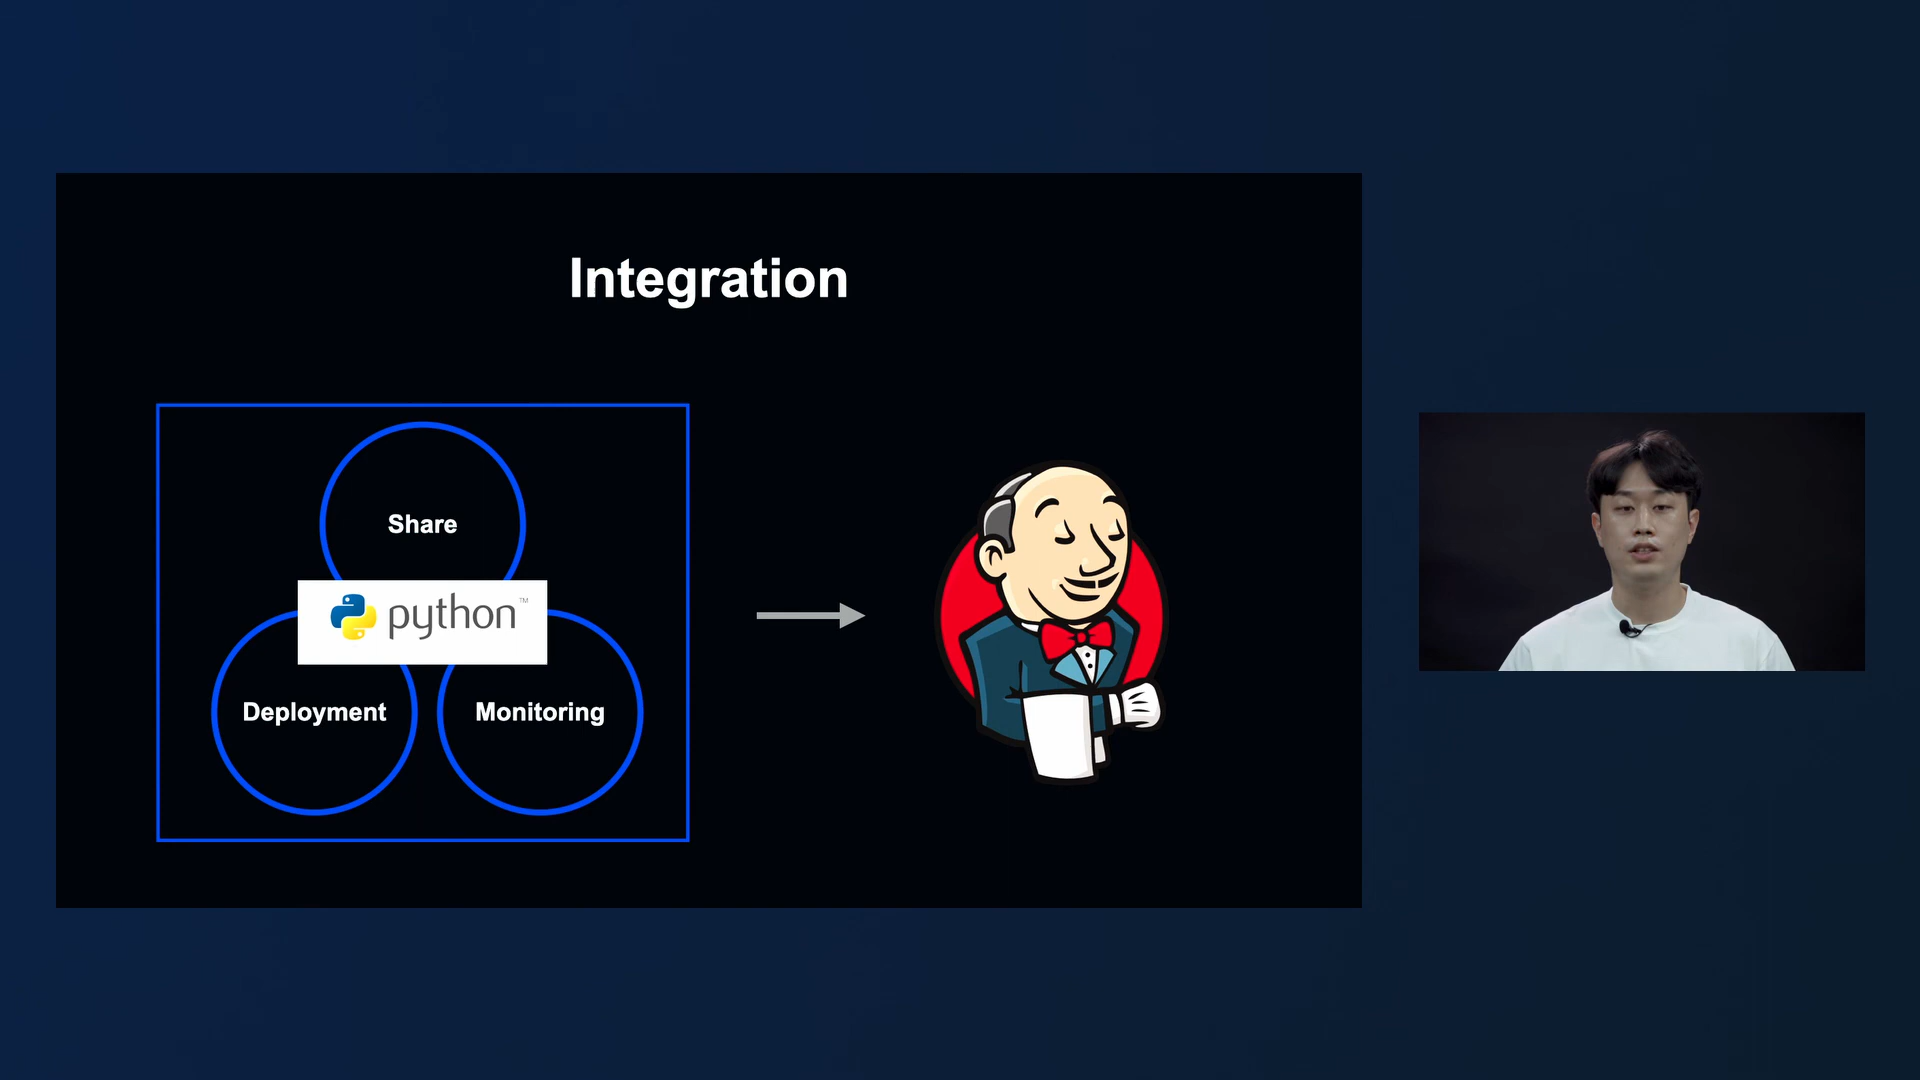 Integration
Share
python™
Deployment
Monitoring